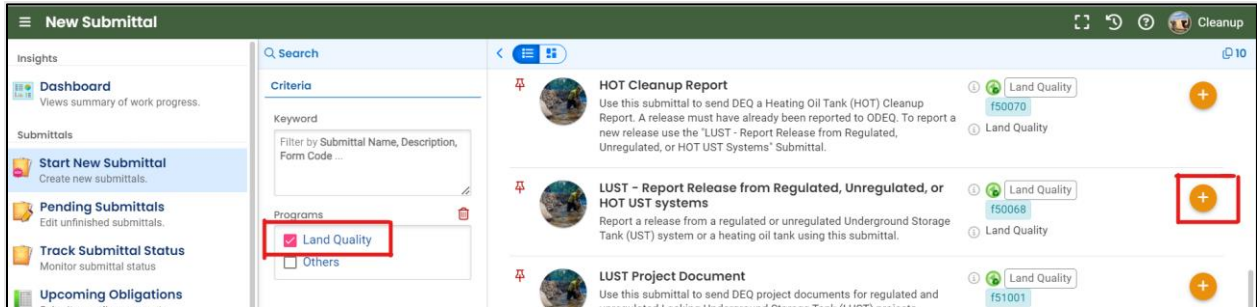 New Submittal
Cleanup
Insights
Dashboard
Views summary of work progress.
Submittals
Start New Submittal
Create new submittals.
Pending Submittals
Edit unfinished submittals.
Track Submittal Status
Monitor submittal status
Upcoming Obligations
Search
Criteria
Keyword
Filter by Submittal Name, Description,
Form Code ...
Programs
Land Quality
Others
10
HOT Cleanup Report
Use this submittal to send DEQ a Heating Oil Tank (HOT) Cleanup
Report. A release must have already been reported to ODEQ. To report a
new release use the "LUST - Report Release from Regulated,
Unregulated, or HOT UST Systems" Submittal.
Land Quality
f50070
Land Quality
LUST - Report Release from Regulated, Unregulated, or
HOT UST systems
Report a release from a regulated or unregulated Underground Storage
Tank (UST) system or a heating oil tank using this submittal.
Land Quality
f50068
Land Quality
LUST Project Document
Use this submittal to send DEQ project documents for regulated and
unregulated Leaking Underground Storage Tank (LUST) projects
Land Quality
f51001